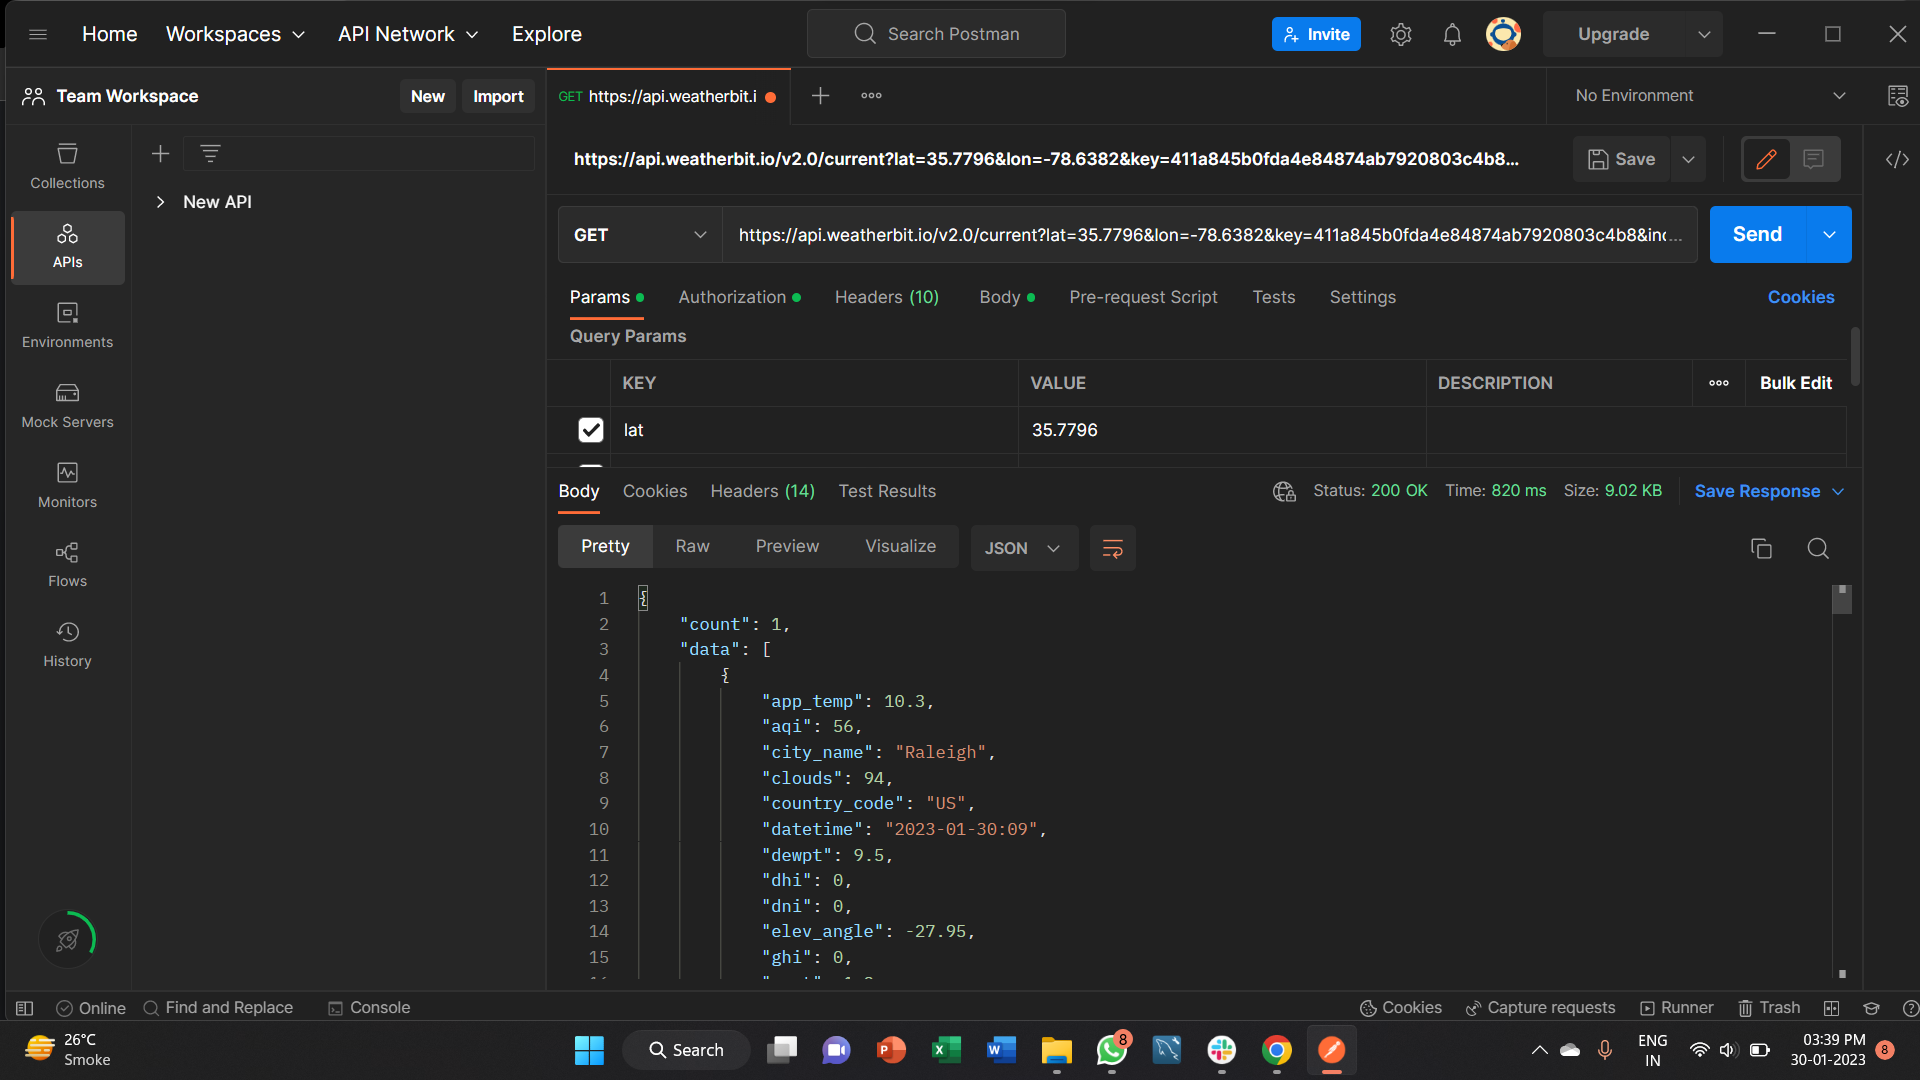 Home
Workspaces
API Network
Explore
Search Postman
Invite
Upgrade
Team Workspace
New
Import
GET https://api.weatherbit.i
No Environment
Collections
APIs
Environments
Mock Servers
Monitors
Flows
History
New API
https://api.weatherbit.io/v2.0/current?lat=35.7796&lon=-78.6382&key=411a845b0fda4e84874ab7920803c4b8...
Save
GET
https://api.weatherbit.io/v2.0/current?lat=35.7796&lon=-78.6382&key=411a845b0fda4e84874ab7920803c4b8&inc...
Send
Params
Authorization
Headers (10)
Body
Pre-request Script
Tests
Settings
Cookies
Query Params
KEY
VALUE
DESCRIPTION
Bulk Edit
lat
35.7796
Body
Cookies
Headers (14)
Test Results
Status: 200 OK
Time: 820 ms
Size: 9.02 KB
Save Response
Pretty
Raw
Preview
Visualize
JSON
1 {
2 "count": 1,
3 "data": [
4 {
5 "app_temp": 10.3,
6 "aqi": 56,
7 "city_name": "Raleigh",
8 "clouds": 94,
9 "country_code": "US",
10 "datetime": "2023-01-30:09",
11 "dewpt": 9.5,
12 "dhi": 0,
13 "dni": 0,
14 "elev_angle": -27.95,
15 "ghi": 0,
Online
Find and Replace
Console
Cookies
Capture requests
Runner
Trash
26°C
Smoke
Search
8
ENG
IN
03:39 PM
30-01-2023
8